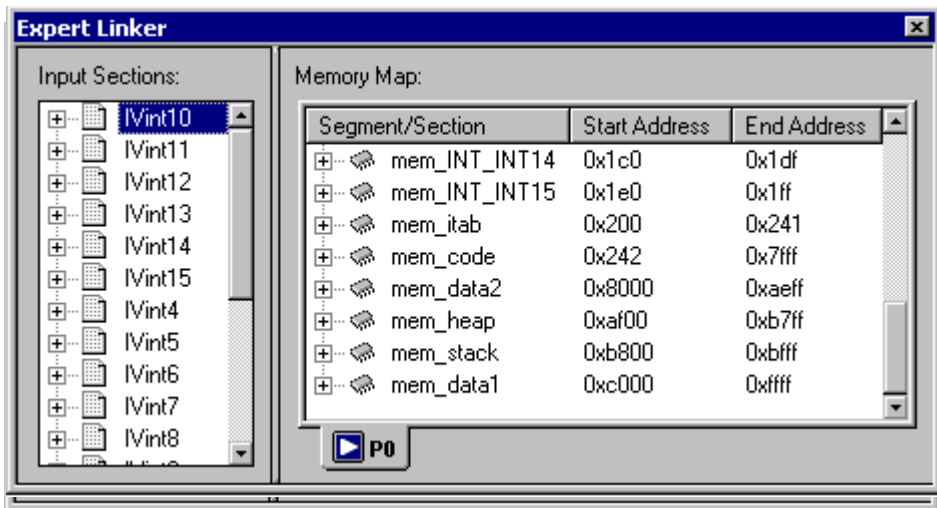 Expert Linker
Input Sections:
IVint10
IVint11
IVint12
IVint13
IVint14
IVint15
IVint4
IVint5
IVint6
IVint7
IVint8
Memory Map:
Segment/Section Start Address End Address
mem_INT_INT14 0x1c0 0x1df
mem_INT_INT15 0x1e0 0x1ff
mem_itab 0x200 0x241
mem_code 0x242 0x7fff
mem_data2 0x8000 0xaeff
mem_heap 0xaf00 0xb7ff
mem_stack 0xb800 0xbfff
mem_data1 0xc000 0xffff
P0